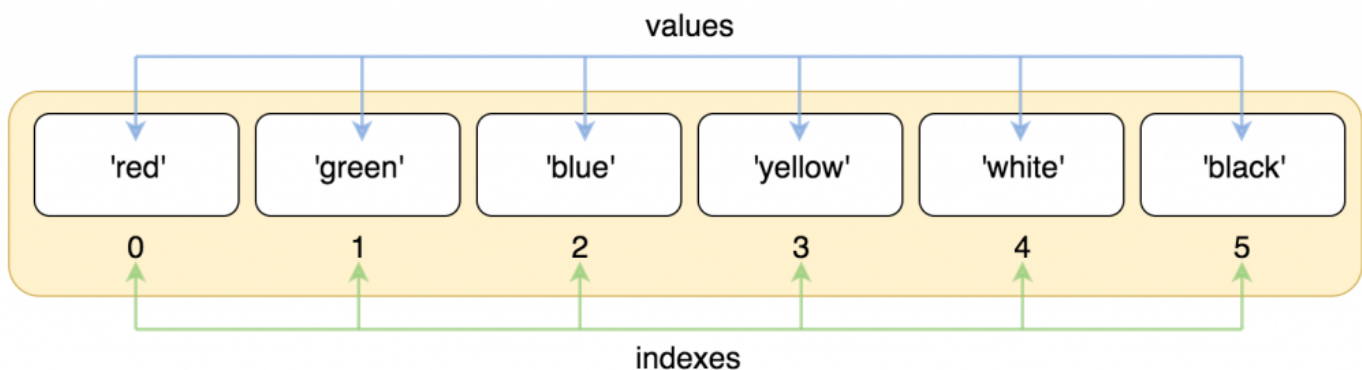 values
'red' 'green' 'blue' 'yellow' 'white' 'black'
0 1 2 3 4 5
indexes